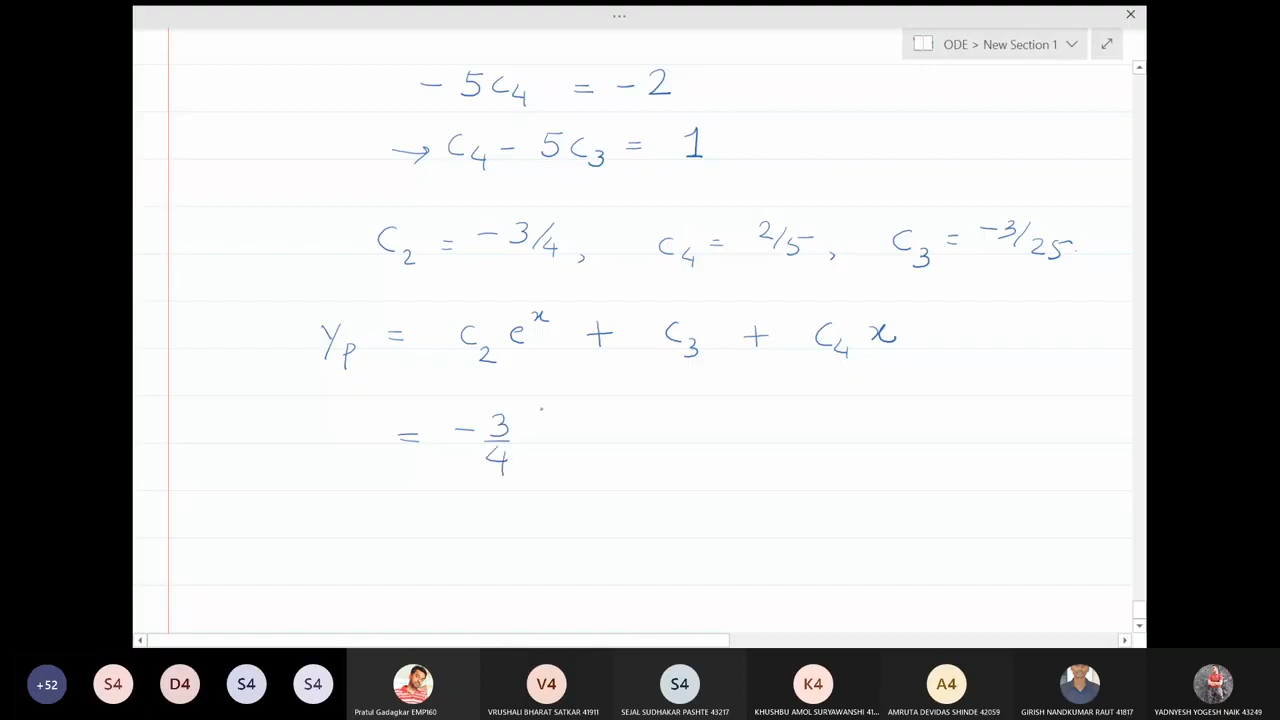 ...
ODE > New Section 1
- 5C₄ = -2
→ C₄ - 5C₃ = 1
C₂ = -3/4, C₄ = 2/5, C₃ = -3/25.
yₚ = C₂ eˣ + C₃ + C₄ x
= - 3/4
+52 S4 D4 S4 S4 V4 S4 K4 A4
Pratul Gadagkar EMP160 VRUSHALI BHARAT SATKAR 41911 SEJAL SUDHAKAR PASHTE 43217 KHUSHBU AMOL SURYAWANSHI 41... AMRUTA DEVIDAS SHINDE 42059 GIRISH NANDKUMAR RAUT 41817 YADNYESH YOGESH NAIK 43249